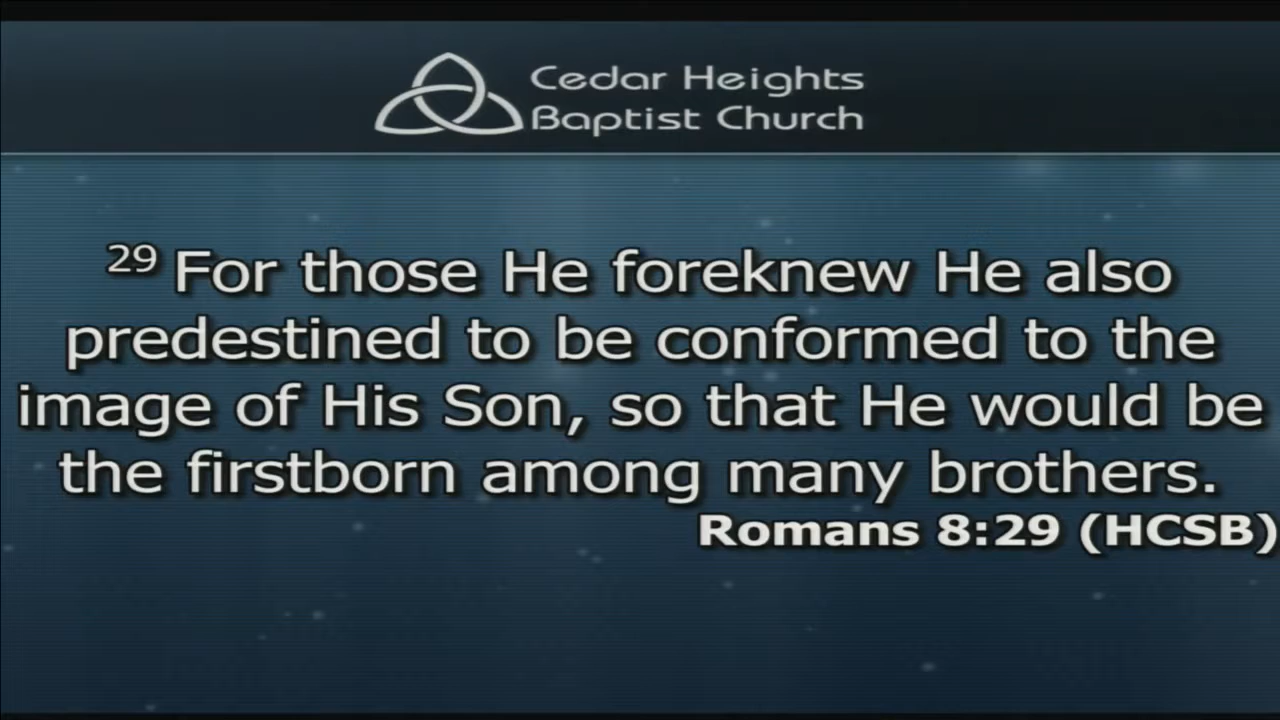 Cedar Heights
Baptist Church
29 For those He foreknew He also
predestined to be conformed to the
image of His Son, so that He would be
the firstborn among many brothers.
Romans 8:29 (HCSB)